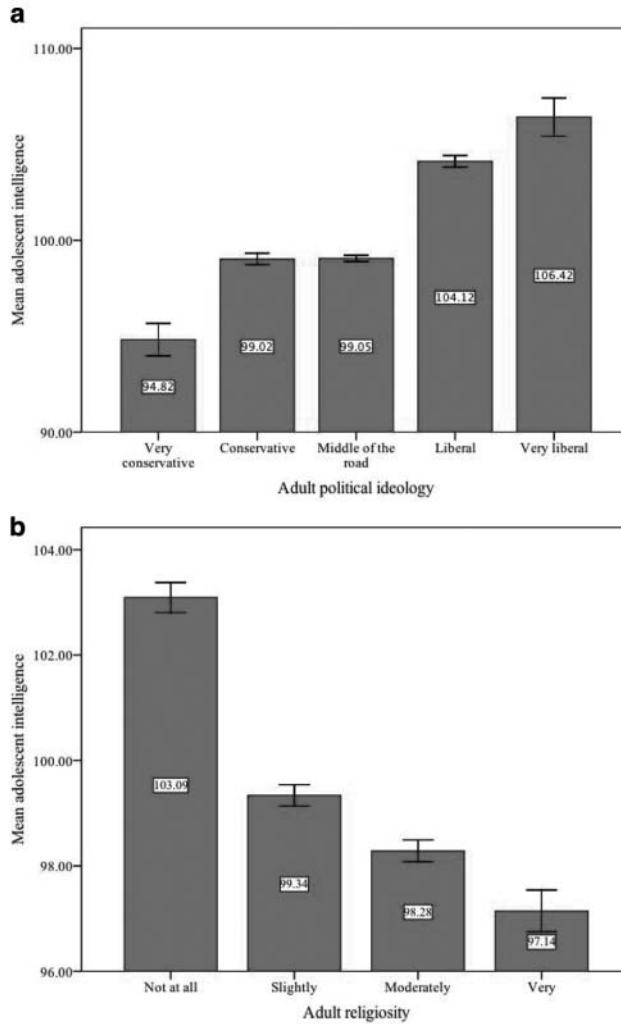 a
110.00
Mean adolescent intelligence
100.00
106.42
104.12
99.02
99.05
94.82
90.00
Very
conservative
Conservative
Middle of the
road
Liberal
Very liberal
Adult political ideology
b
104.00
Mean adolescent intelligence
102.00
100.00
103.09
98.00
99.34
98.28
97.14
96.00
Not at all
Slightly
Moderately
Very
Adult religiosity